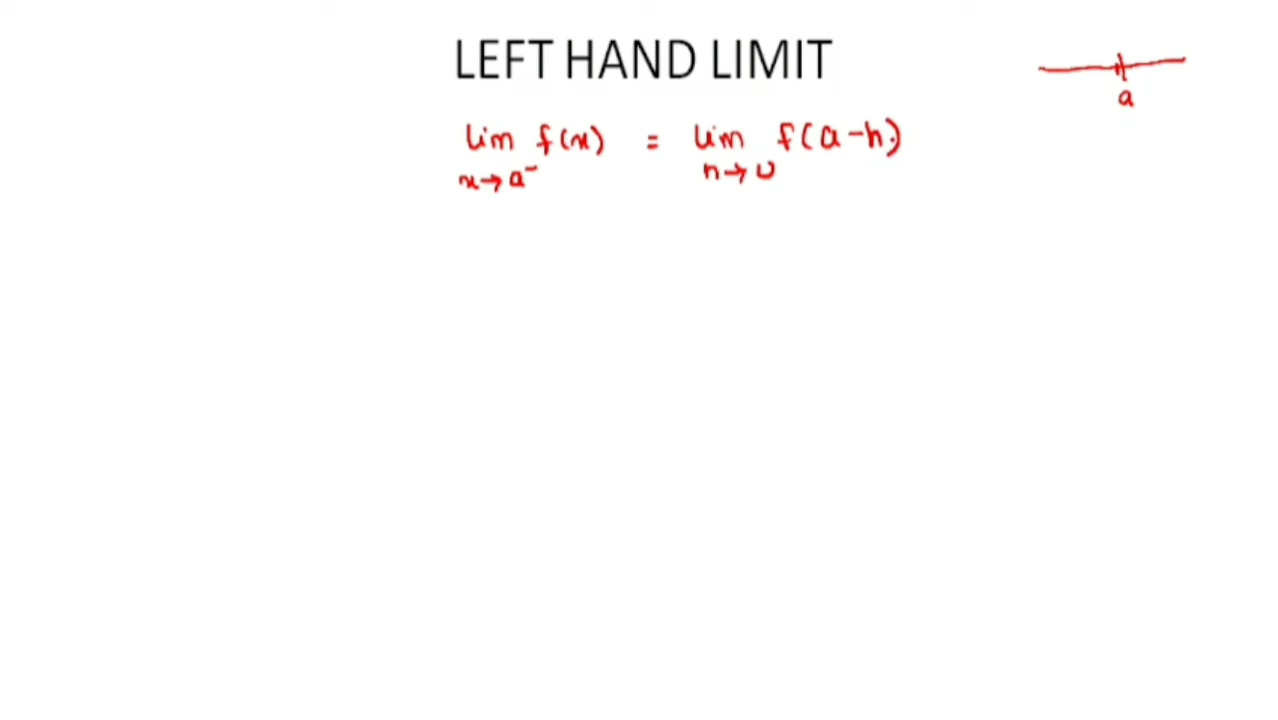 LEFT HAND LIMIT
a
lim f(x) = lim f(a-h)
x→a⁻ h→0